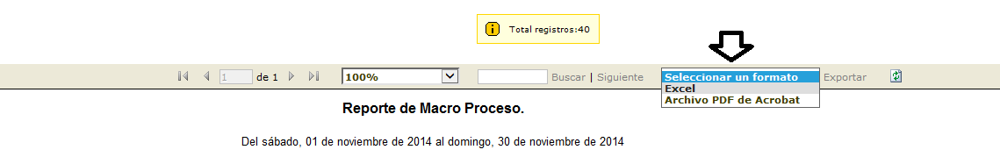 Total registros:40
1 de 1 100% Buscar | Siguiente Seleccionar un formato Exportar
Excel
Archivo PDF de Acrobat
Reporte de Macro Proceso.
Del sábado, 01 de noviembre de 2014 al domingo, 30 de noviembre de 2014